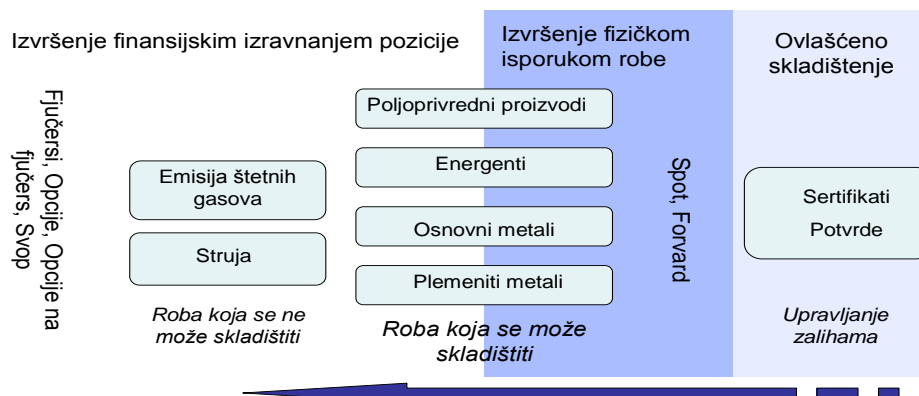 Izvršenje finansijskim izravnanjem pozicije
Izvršenje fizičkom
isporukom robe
Ovlašćeno
skladištenje
Fjučersi, Opcije, Opcije na
fjučers, Svop
Emisija štetnih
gasova
Struja
Roba koja se ne
može skladištiti
Poljoprivredni proizvodi
Energenti
Osnovni metali
Plemeniti metali
Roba koja se može
skladištiti
Spot, Forvard
Sertifikati
Potvrde
Upravljanje
zalihama